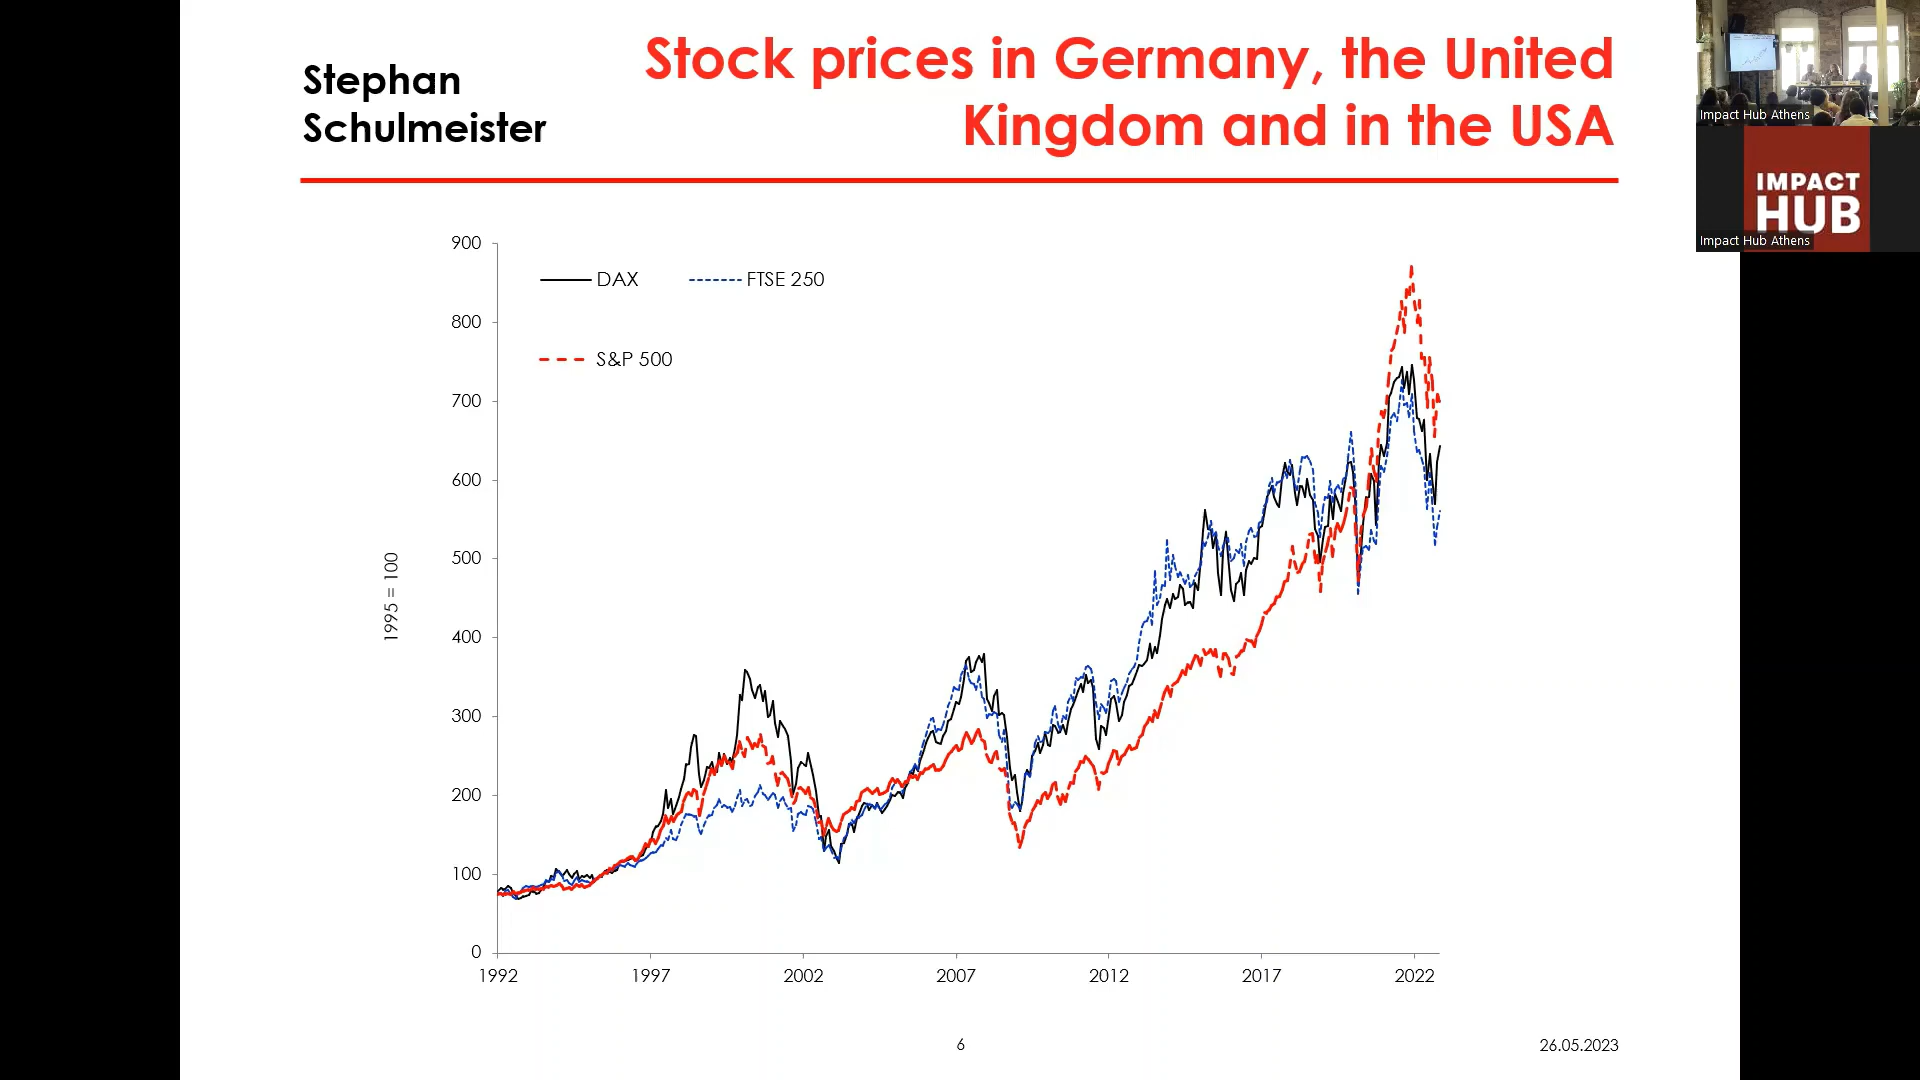 Stephan
Schulmeister
Stock prices in Germany, the United
Kingdom and in the USA
Impact Hub Athens
IMPACT
HUB
Impact Hub Athens
900
800
700
600
500
400
300
200
100
0
1995 = 100
DAX
FTSE 250
S&P 500
1992
1997
2002
2007
2012
2017
2022
6
26.05.2023